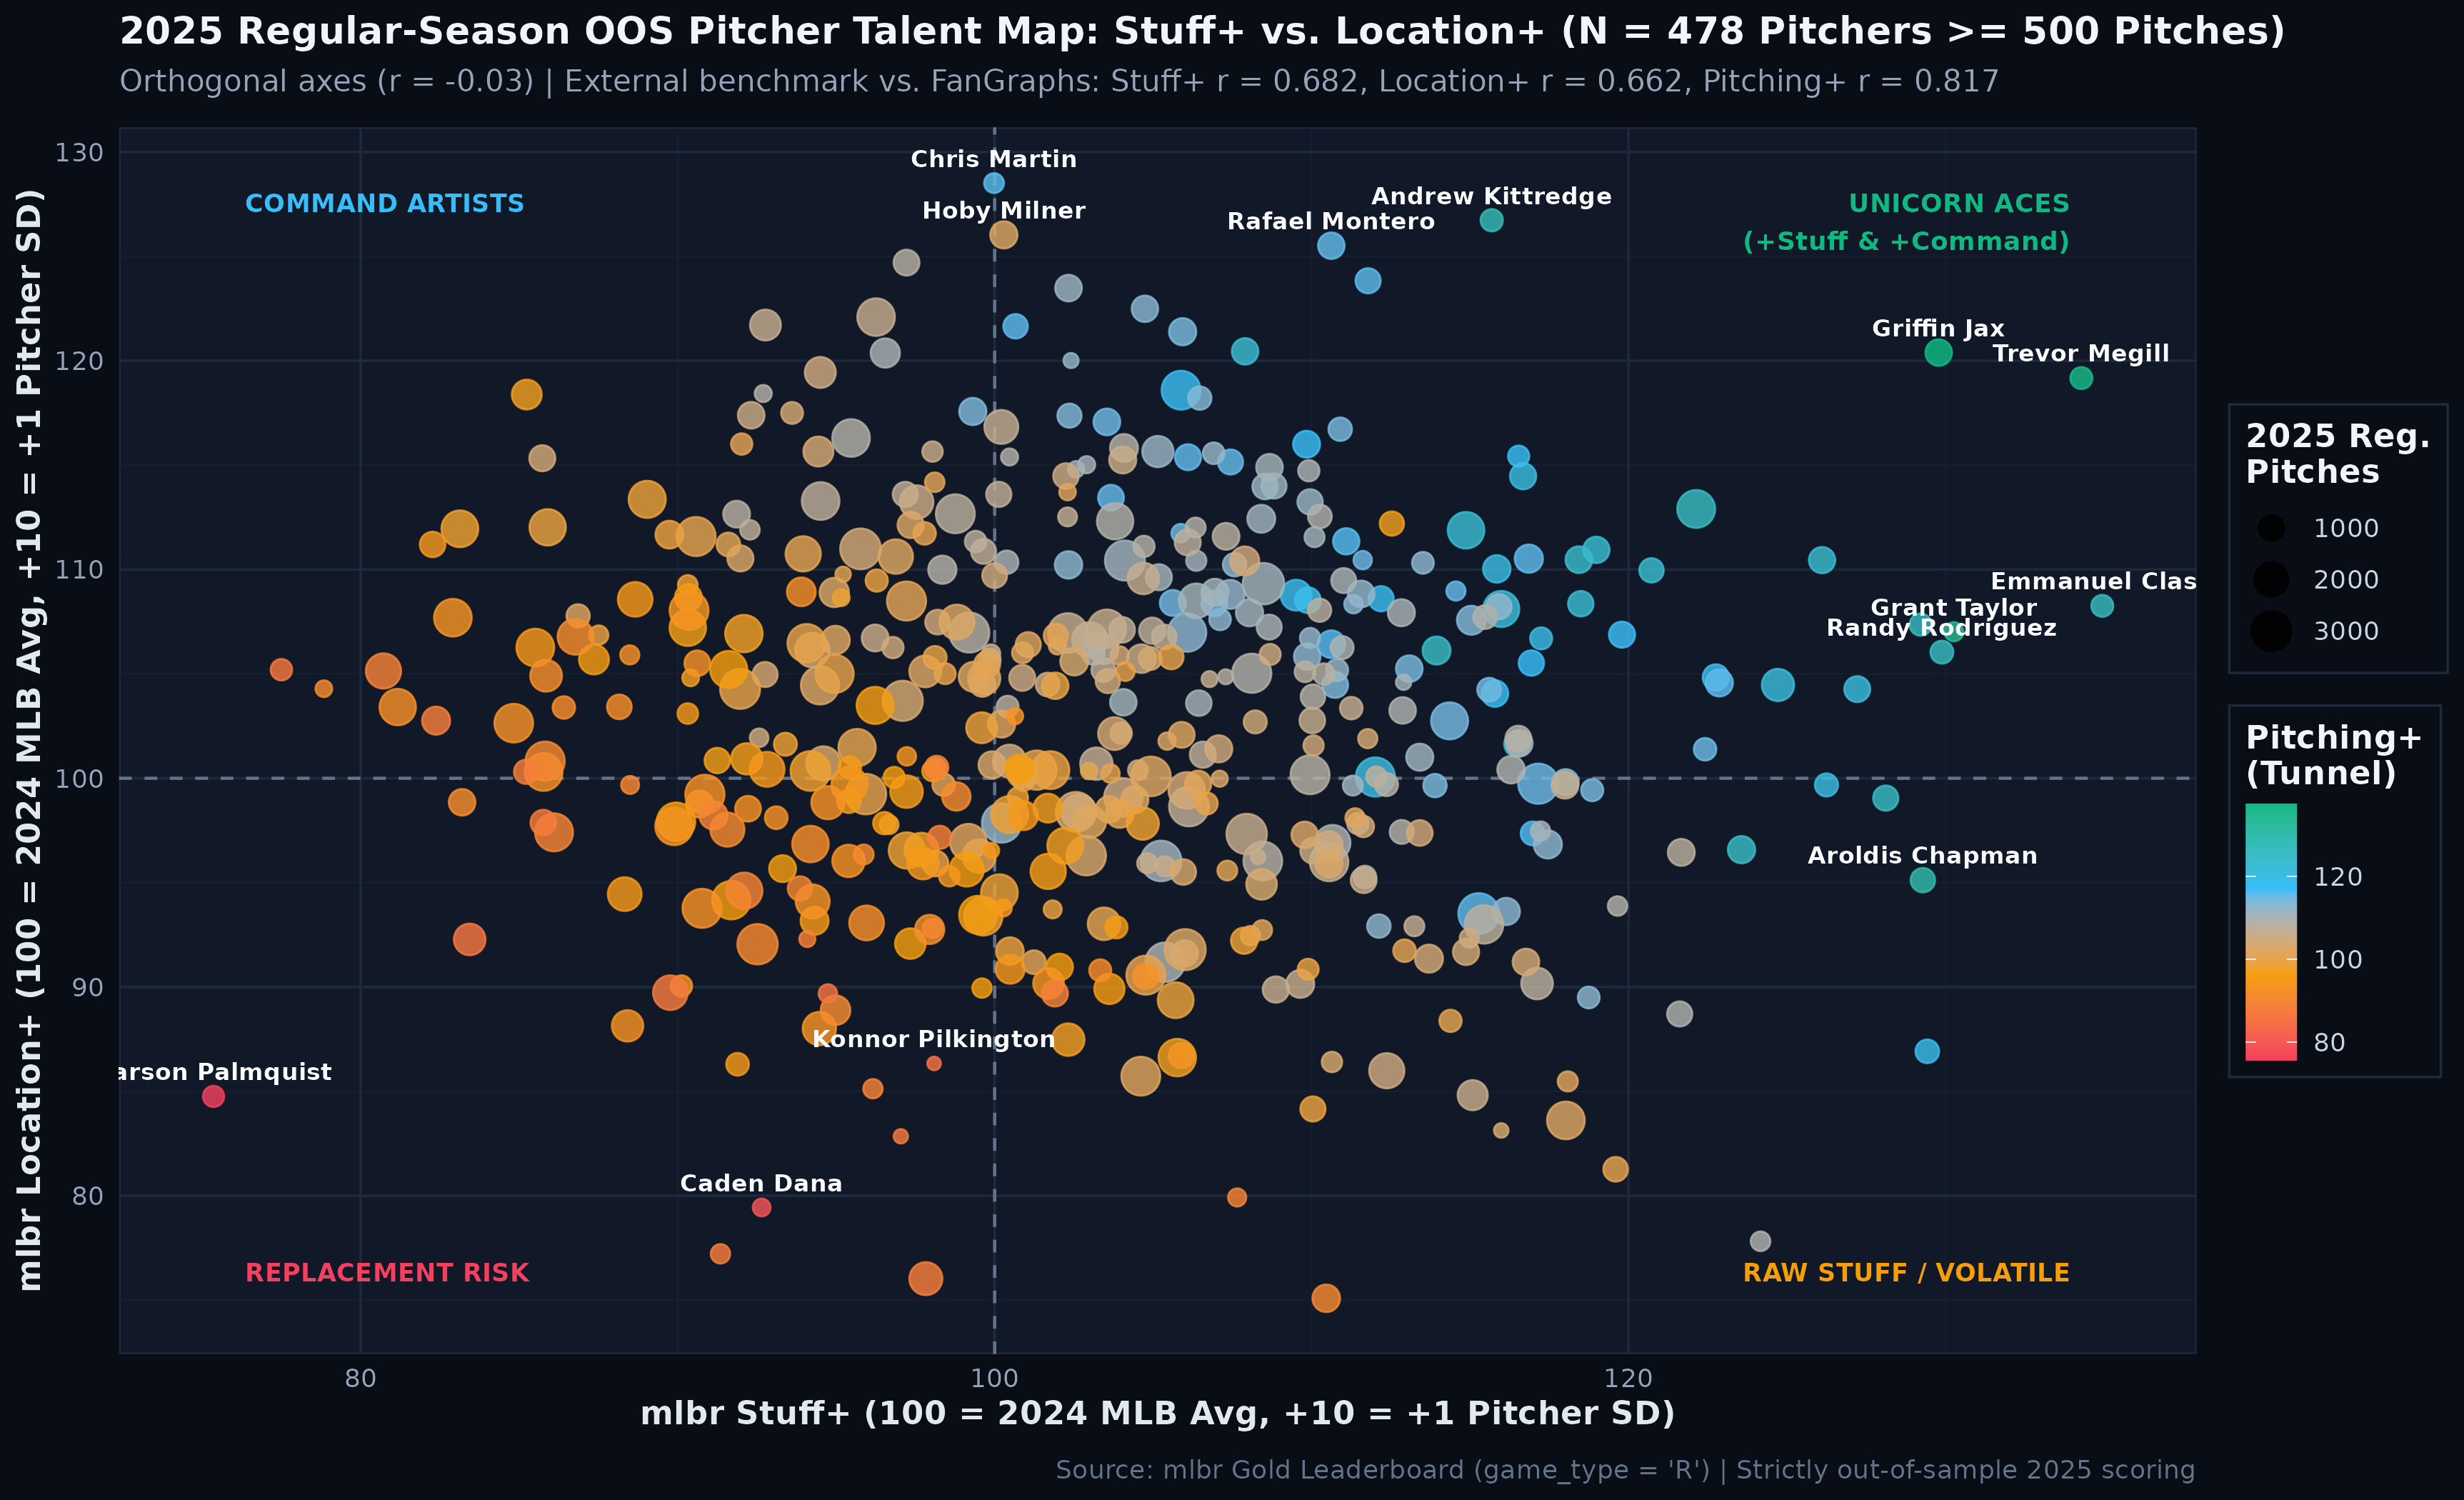 2025 Regular-Season OOS Pitcher Talent Map: Stuff+ vs. Location+ (N = 478 Pitchers >= 500 Pitches)
Orthogonal axes (r = -0.03) | External benchmark vs. FanGraphs: Stuff+ r = 0.682, Location+ r = 0.662, Pitching+ r = 0.817
mlbr Location+ (100 = 2024 MLB Avg, +10 = +1 Pitcher SD)
130
120
110
100
90
80
COMMAND ARTISTS
UNICORN ACES
(+Stuff & +Command)
Chris Martin
Hoby Milner
Andrew Kittredge
Rafael Montero
Griffin Jax
Trevor Megill
Emmanuel Clas
Grant Taylor
Randy Rodriguez
Aroldis Chapman
Konnor Pilkington
arson Palmquist
Caden Dana
REPLACEMENT RISK
RAW STUFF / VOLATILE
80
100
120
mlbr Stuff+ (100 = 2024 MLB Avg, +10 = +1 Pitcher SD)
2025 Reg.
Pitches
1000
2000
3000
Pitching+
(Tunnel)
120
100
80
Source: mlbr Gold Leaderboard (game_type = 'R') | Strictly out-of-sample 2025 scoring